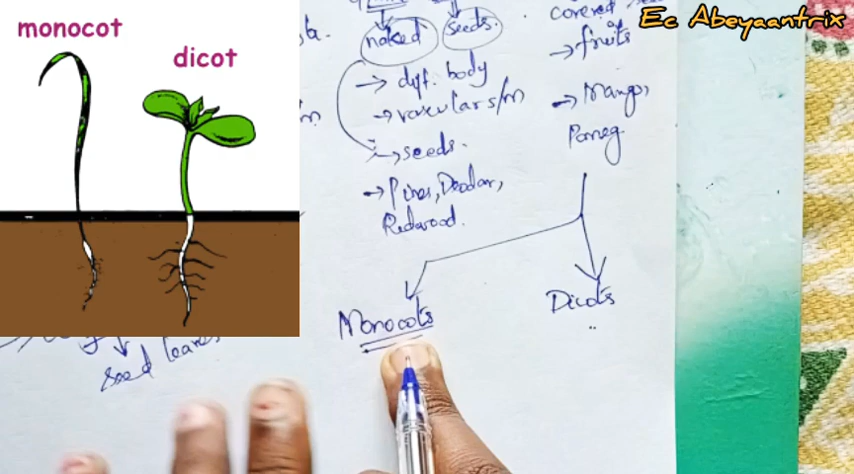 monocot
dicot
Ec Abeyaantrix
naked seeds.
covered
→ fruits
→ diff. body
→ vascular s/m
→ seeds.
→ Mango,
Pomeg.
→ Pines, Deodar,
Redwood.
Monocots
Dicots
seed leaves